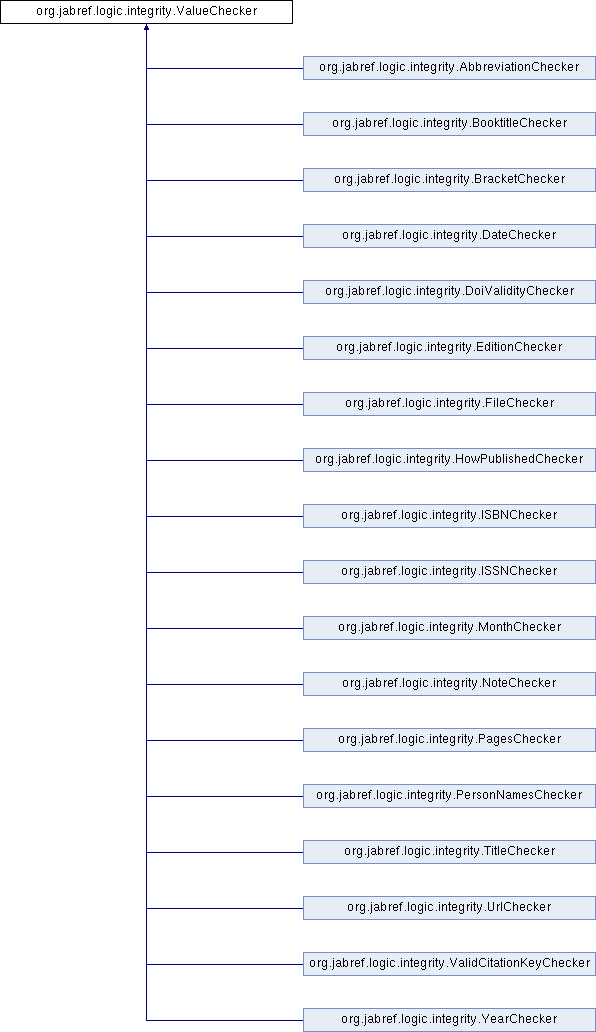 org.jabref.logic.integrity.ValueChecker
org.jabref.logic.integrity.AbbreviationChecker
org.jabref.logic.integrity.BooktitleChecker
org.jabref.logic.integrity.BracketChecker
org.jabref.logic.integrity.DateChecker
org.jabref.logic.integrity.DoiValidityChecker
org.jabref.logic.integrity.EditionChecker
org.jabref.logic.integrity.FileChecker
org.jabref.logic.integrity.HowPublishedChecker
org.jabref.logic.integrity.ISBNChecker
org.jabref.logic.integrity.ISSNChecker
org.jabref.logic.integrity.MonthChecker
org.jabref.logic.integrity.NoteChecker
org.jabref.logic.integrity.PagesChecker
org.jabref.logic.integrity.PersonNamesChecker
org.jabref.logic.integrity.TitleChecker
org.jabref.logic.integrity.UrlChecker
org.jabref.logic.integrity.ValidCitationKeyChecker
org.jabref.logic.integrity.YearChecker